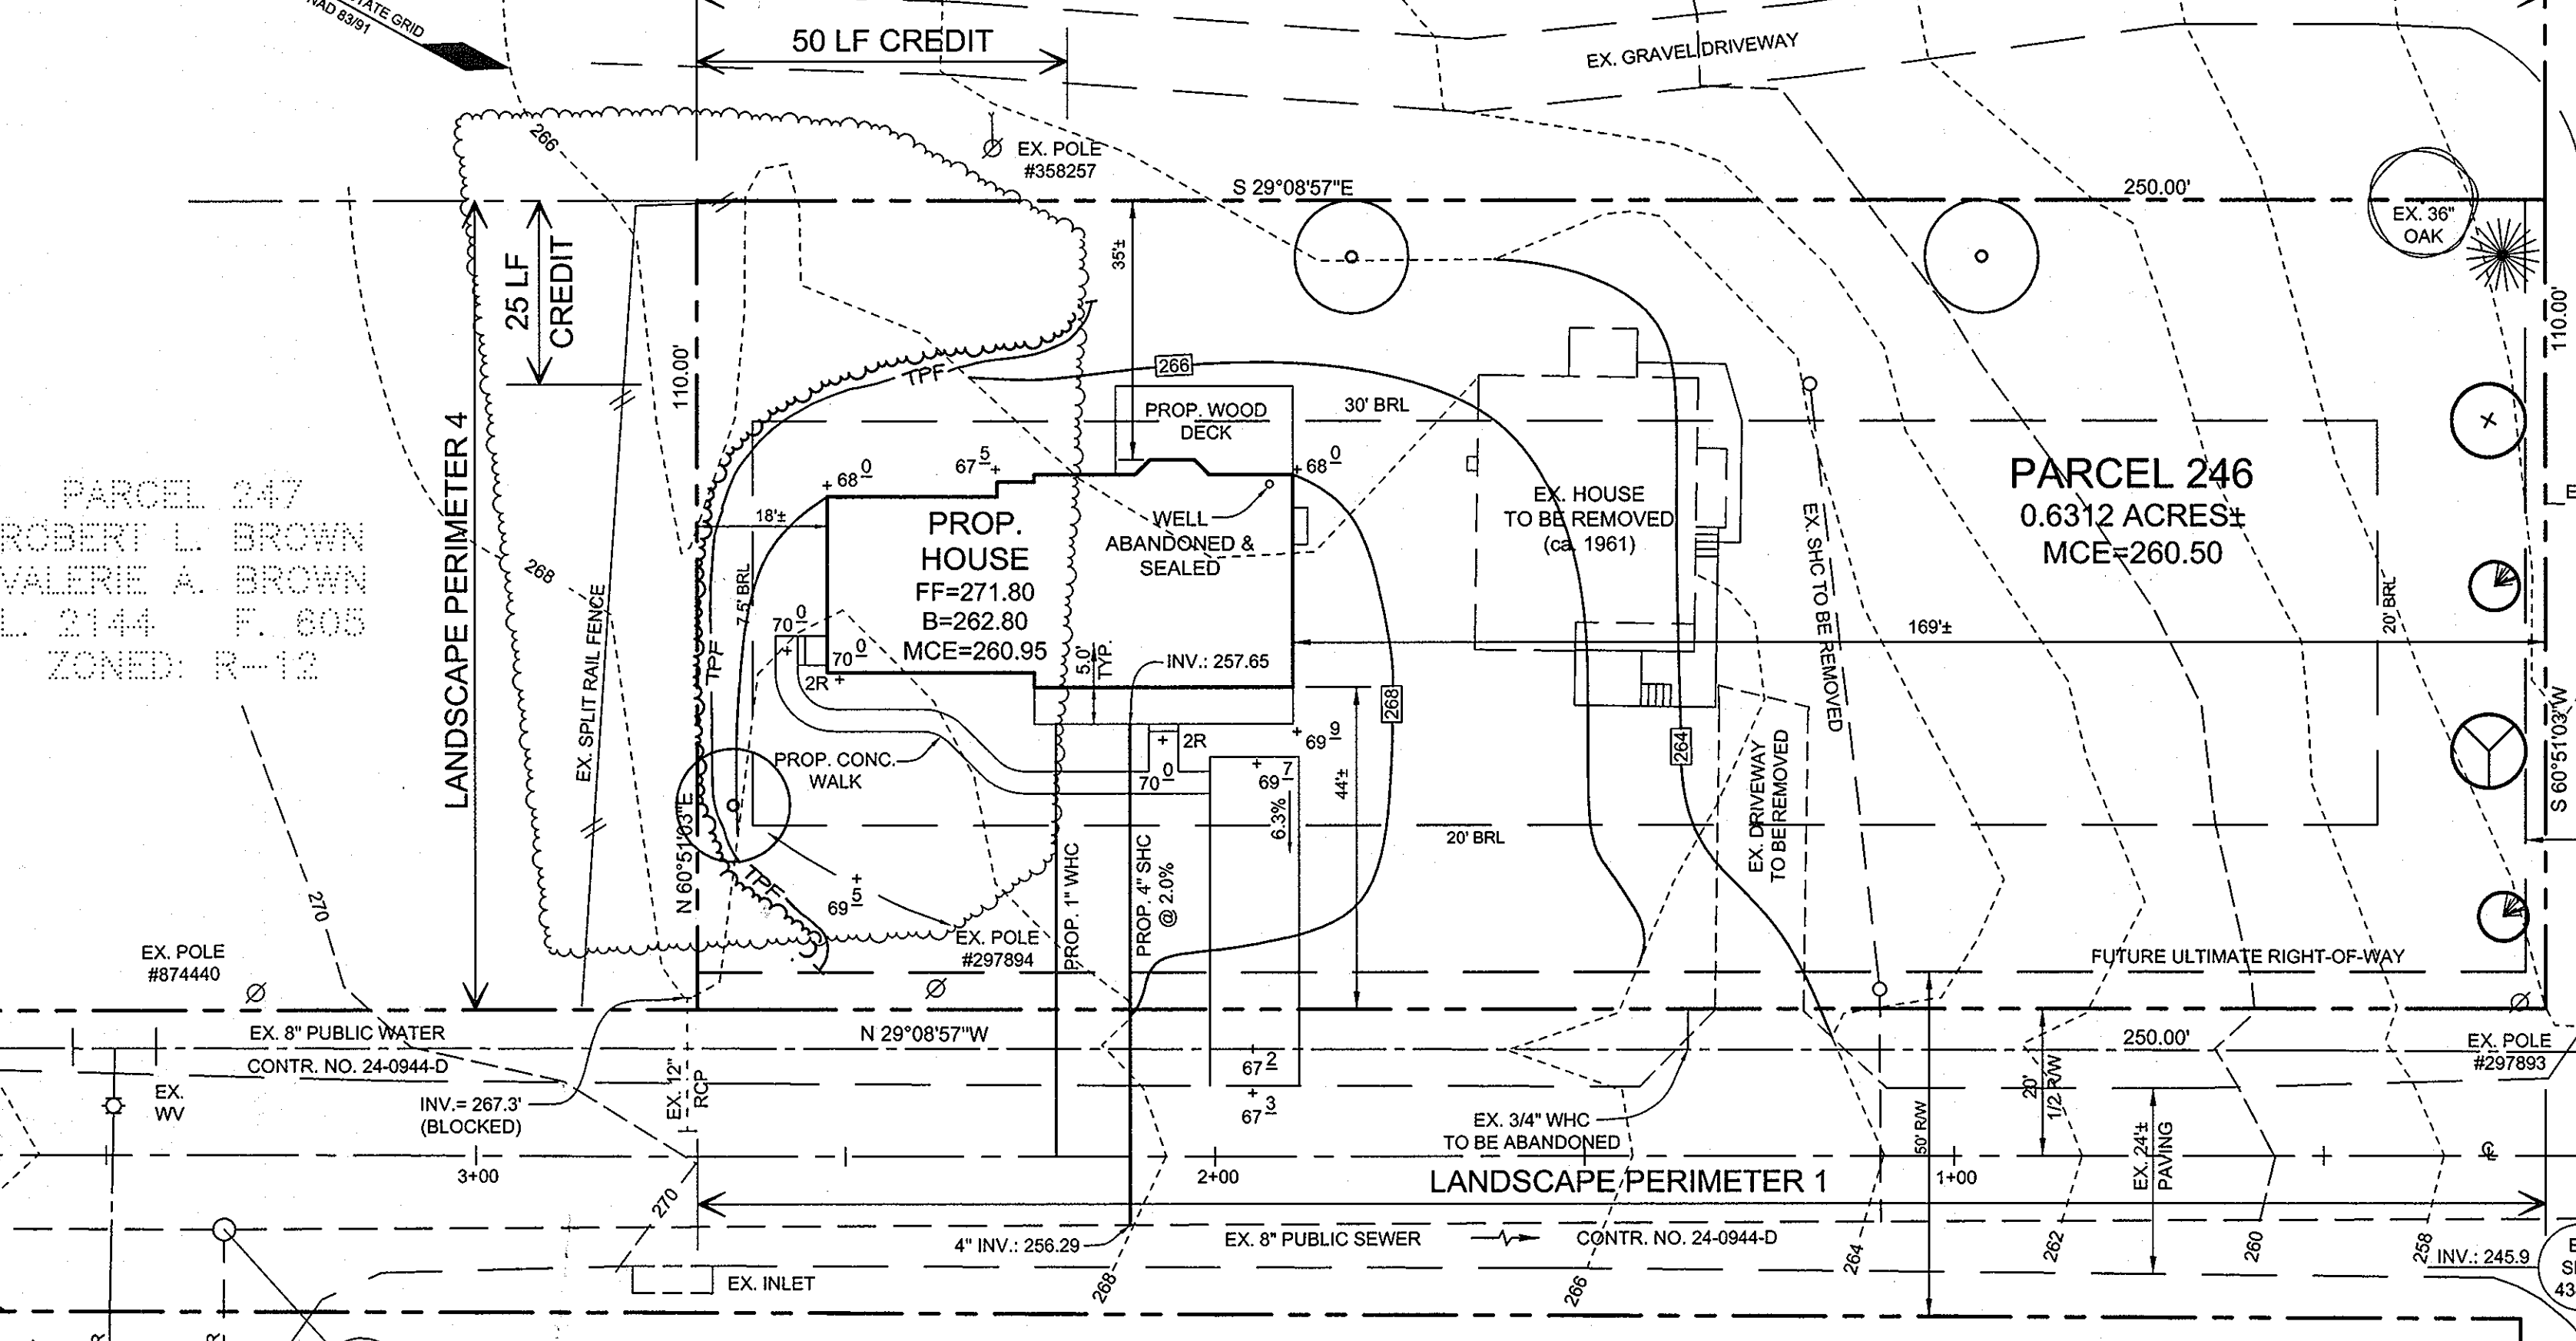 STATE GRID
NAD 83/91
50 LF CREDIT
EX. GRAVEL DRIVEWAY
266
EX. POLE
#358257
S 29°08'57"E
250.00'
EX. 36"
OAK
25 LF
CREDIT
35'±
110.00'
110.00'
TPF
266
PROP. WOOD
DECK
30' BRL
LANDSCAPE PERIMETER 4
PARCEL 247
ROBERT L. BROWN
VALERIE A. BROWN
L. 2144 F. 605
ZONED: R-12
68 0
67 5
68 0
18'±
PROP.
HOUSE
FF=271.80
B=262.80
MCE=260.95
WELL
ABANDONED &
SEALED
EX. HOUSE
TO BE REMOVED
(ca. 1961)
EX. SHC TO BE REMOVED
PARCEL 246
0.6312 ACRES±
MCE=260.50
268
EX. SPLIT RAIL FENCE
7.5' BRL
TPF
70 0
70 0
2R
5.0'
TYP.
INV.: 257.65
169'±
20' BRL
268
264
69 9
2R
70 0
69 7
6.3%
44'±
PROP. CONC.
WALK
EX. DRIVEWAY
TO BE REMOVED
S 60°51'03"W
N 60°51'03"E
20' BRL
TPF
69 5
PROP. 1" WHC
PROP. 4" SHC
@ 2.0%
270
EX. POLE
#874440
EX. POLE
#297894
FUTURE ULTIMATE RIGHT-OF-WAY
EX. 8" PUBLIC WATER
CONTR. NO. 24-0944-D
N 29°08'57"W
250.00'
EX. POLE
#297893
EX.
WV
INV.= 267.3'
(BLOCKED)
EX. 12"
RCP
67 2
67 3
EX. 3/4" WHC
TO BE ABANDONED
50' R/W
20'
1/2 R/W
EX. 24'±
PAVING
3+00
2+00
1+00
LANDSCAPE PERIMETER 1
270
4" INV.: 256.29
EX. 8" PUBLIC SEWER
CONTR. NO. 24-0944-D
EX. INLET
268
266
264
262
260
258
INV.: 245.9